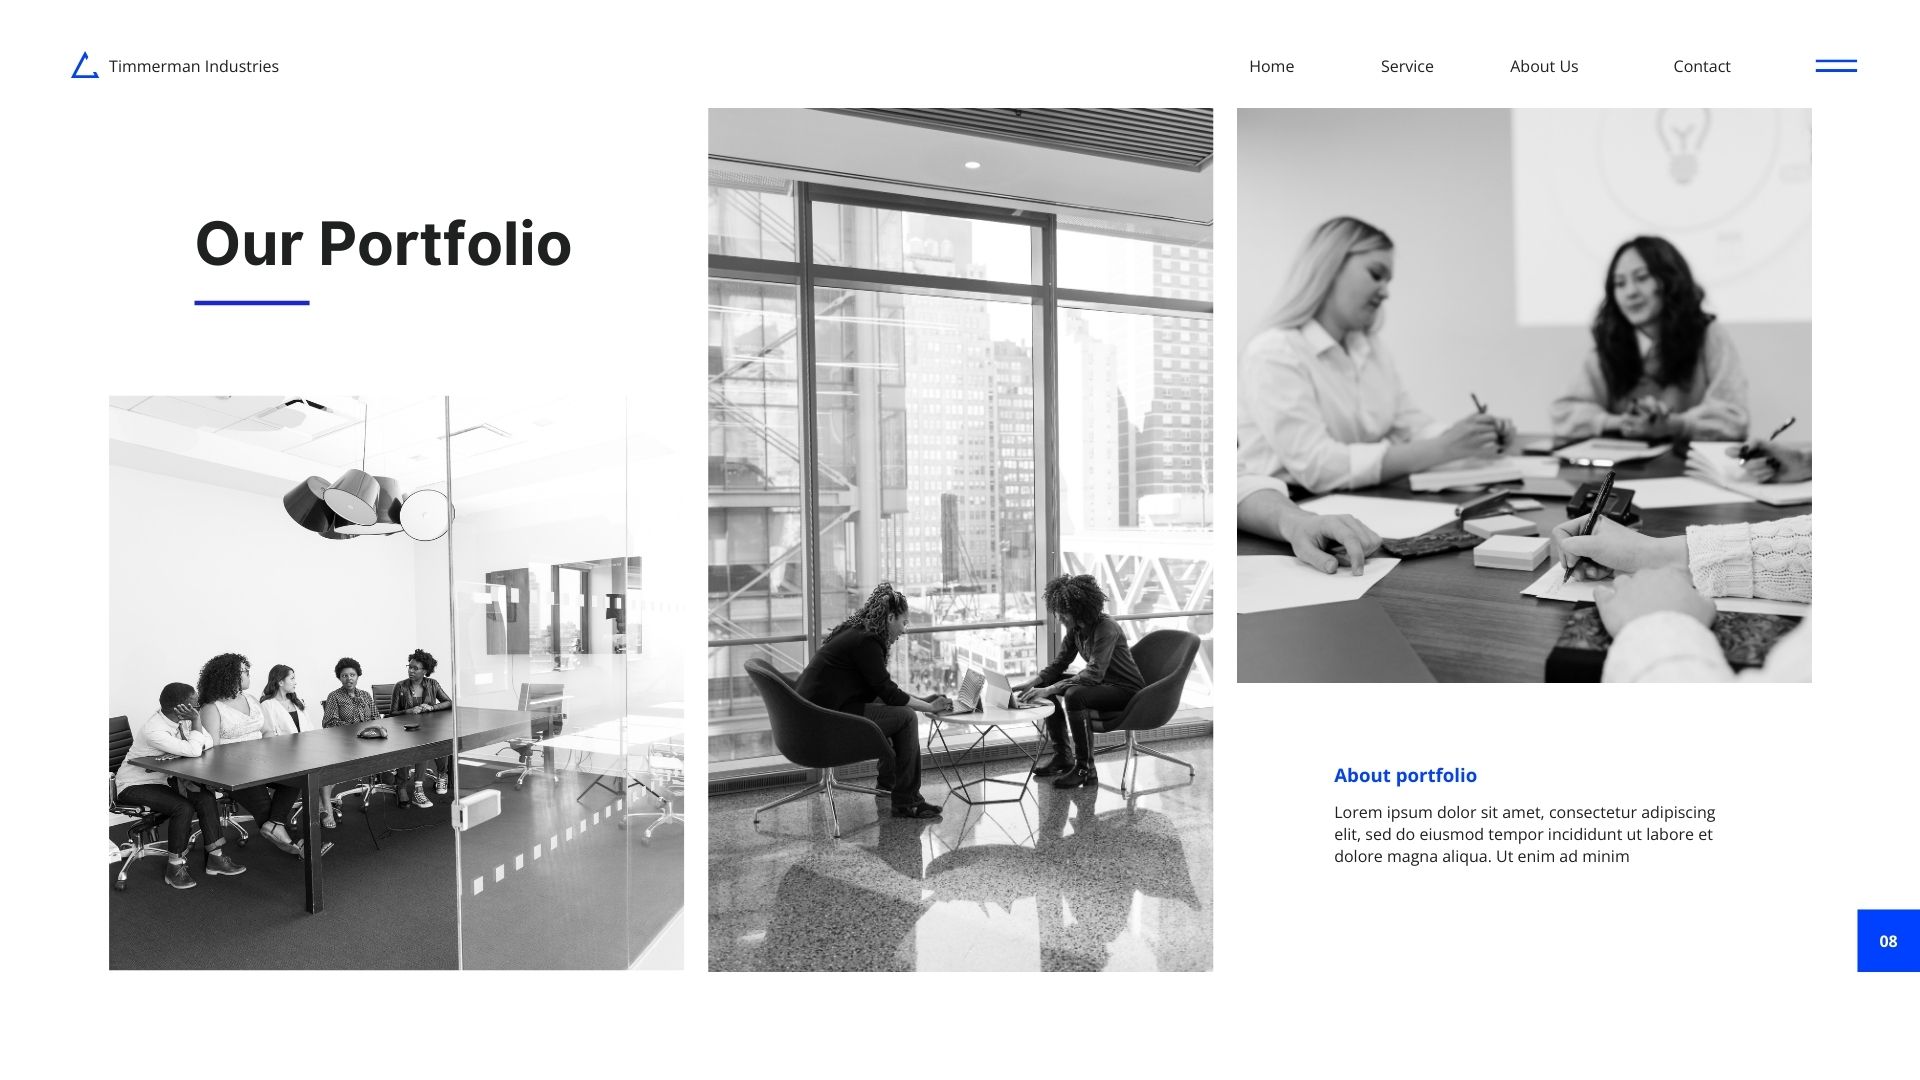 Timmerman Industries
Home Service About Us Contact
Our Portfolio
About portfolio
Lorem ipsum dolor sit amet, consectetur adipiscing
elit, sed do eiusmod tempor incididunt ut labore et
dolore magna aliqua. Ut enim ad minim
08